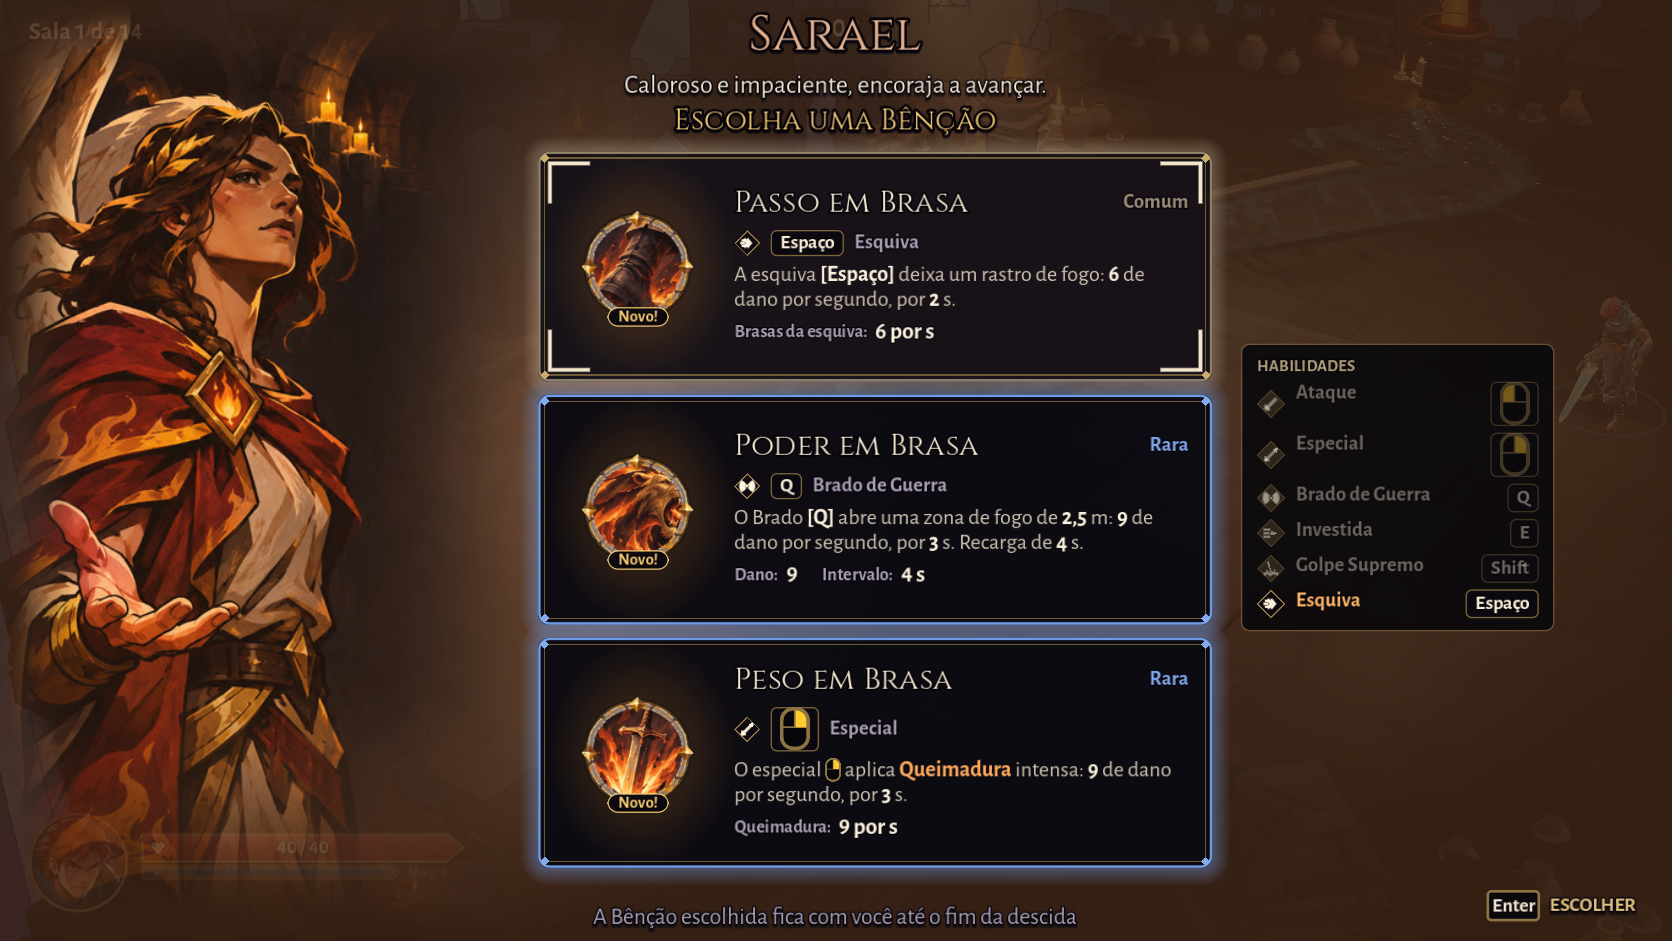 Sala 1 de 14
SARAEL
Caloroso e impaciente, encoraja a avançar.
ESCOLHA UMA BÊNÇÃO
PASSO EM BRASA
Comum
Espaço Esquiva
A esquiva [Espaço] deixa um rastro de fogo: 6 de
dano por segundo, por 2 s.
Brasas da esquiva: 6 por s
Novo!
PODER EM BRASA
Rara
Q Brado de Guerra
O Brado [Q] abre uma zona de fogo de 2,5 m: 9 de
dano por segundo, por 3 s. Recarga de 4 s.
Dano: 9 Intervalo: 4 s
Novo!
PESO EM BRASA
Rara
Especial
O especial aplica Queimadura intensa: 9 de dano
por segundo, por 3 s.
Queimadura: 9 por s
Novo!
HABILIDADES
Ataque
Especial
Brado de Guerra Q
Investida E
Golpe Supremo Shift
Esquiva Espaço
40 / 40
Magia
A Bênção escolhida fica com você até o fim da descida
Enter ESCOLHER